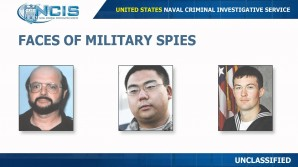 NCIS
UNITED STATES NAVAL CRIMINAL INVESTIGATIVE SERVICE
FACES OF MILITARY SPIES
UNCLASSIFIED